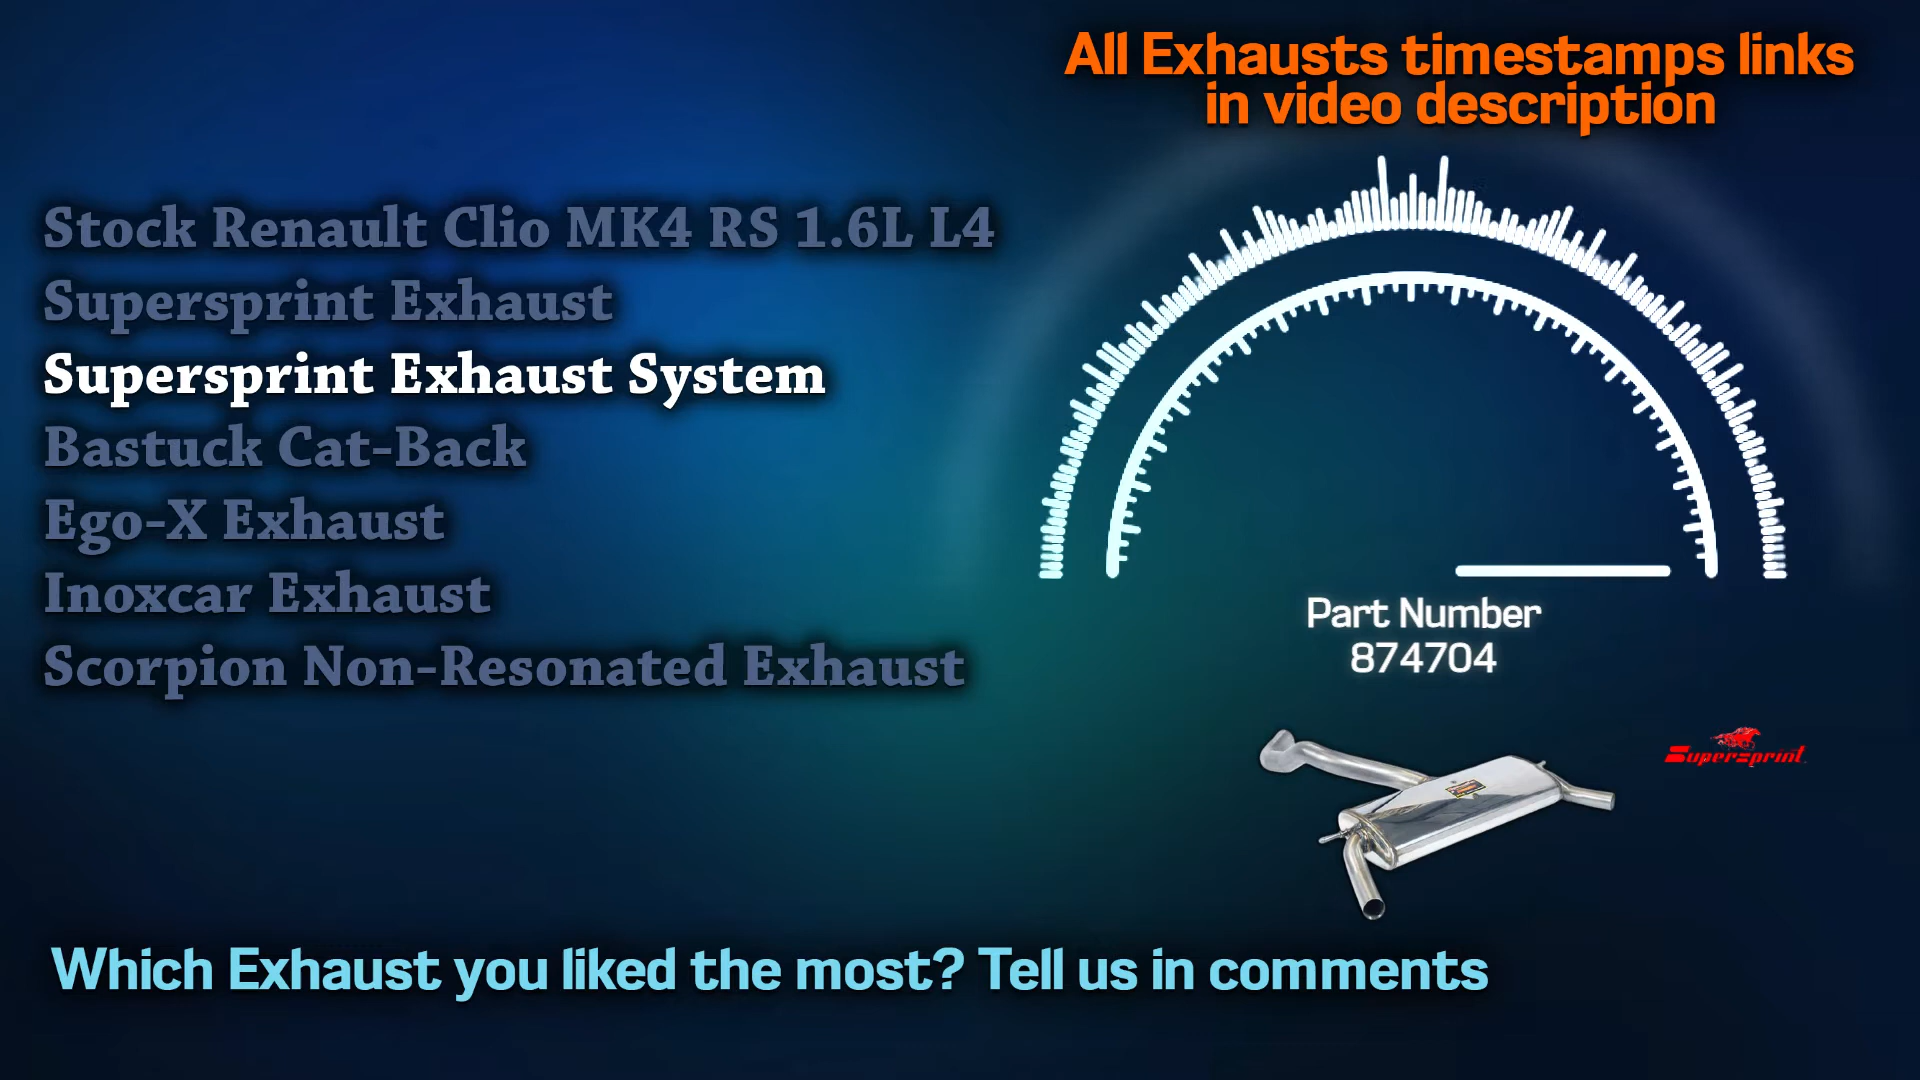 All Exhausts timestamps links
in video description
Stock Renault Clio MK4 RS 1.6L L4
Supersprint Exhaust
Supersprint Exhaust System
Bastuck Cat-Back
Ego-X Exhaust
Inoxcar Exhaust
Scorpion Non-Resonated Exhaust
Part Number
874704
Supersprint
Which Exhaust you liked the most? Tell us in comments